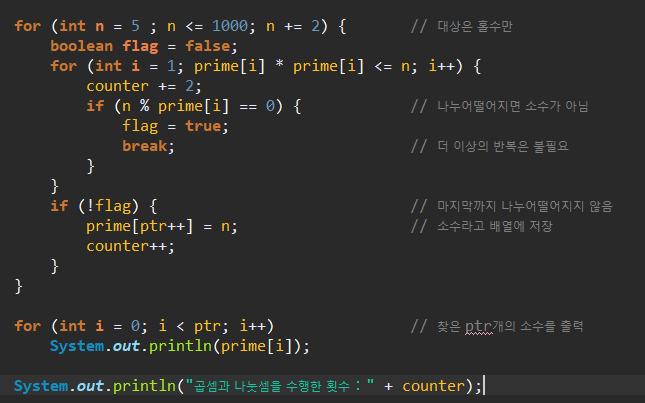 for (int n = 5 ; n <= 1000; n += 2) {        // 대상은 홀수만
    boolean flag = false;
    for (int i = 1; prime[i] * prime[i] <= n; i++) {
        counter += 2;
        if (n % prime[i] == 0) {             // 나누어떨어지면 소수가 아님
            flag = true;
            break;                           // 더 이상의 반복은 불필요
        }
    }
    if (!flag) {                             // 마지막까지 나누어떨어지지 않음
        prime[ptr++] = n;                    // 소수라고 배열에 저장
        counter++;
    }
}
for (int i = 0; i < ptr; i++)                // 찾은 ptr개의 소수를 출력
    System.out.println(prime[i]);
System.out.println("곱셈과 나눗셈을 수행한 횟수 : " + counter);